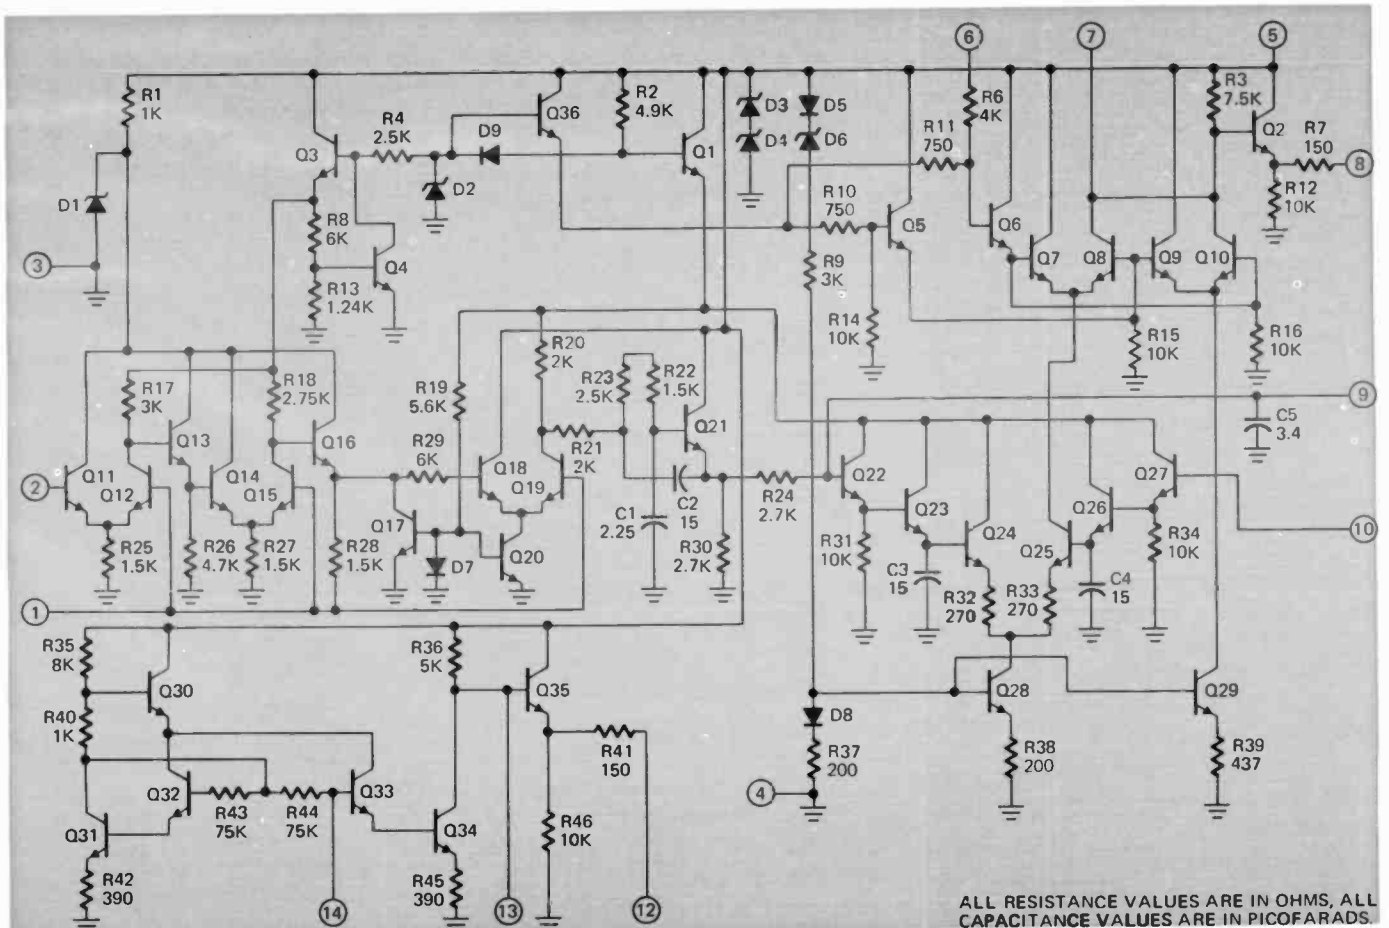 6
7
5
R1
1K
R4
2.5K
Q36
R2
4.9K
D3
D5
R6
4K
R3
7.5K
Q3
D9
Q1
D4
D6
R11
750
Q2
R7
150
8
D1
D2
R10
750
R12
10K
R8
6K
Q5
Q6
3
Q4
R9
3K
Q7
Q8
Q9
Q10
R13
1.24K
R14
10K
R15
10K
R16
10K
R20
2K
R17
3K
R18
2.75K
R19
5.6K
R23
2.5K
R22
1.5K
9
Q13
Q16
R29
6K
R21
2K
Q21
C5
3.4
2
Q11
Q12
Q14
Q15
Q18
Q19
Q22
Q27
R24
2.7K
C2
15
Q23
Q26
Q17
C1
2.25
Q24
10
R25
1.5K
R26
4.7K
R27
1.5K
R28
1.5K
D7
Q20
R30
2.7K
R31
10K
Q25
R34
10K
C3
15
C4
15
R32
270
R33
270
1
R35
8K
R36
5K
Q30
Q35
Q28
Q29
R40
1K
D8
R41
150
R37
200
R38
200
R39
437
Q32
R43
75K
R44
75K
Q33
4
Q31
Q34
R46
10K
R42
390
R45
390
14
13
12
ALL RESISTANCE VALUES ARE IN OHMS, ALL
CAPACITANCE VALUES ARE IN PICOFARADS.